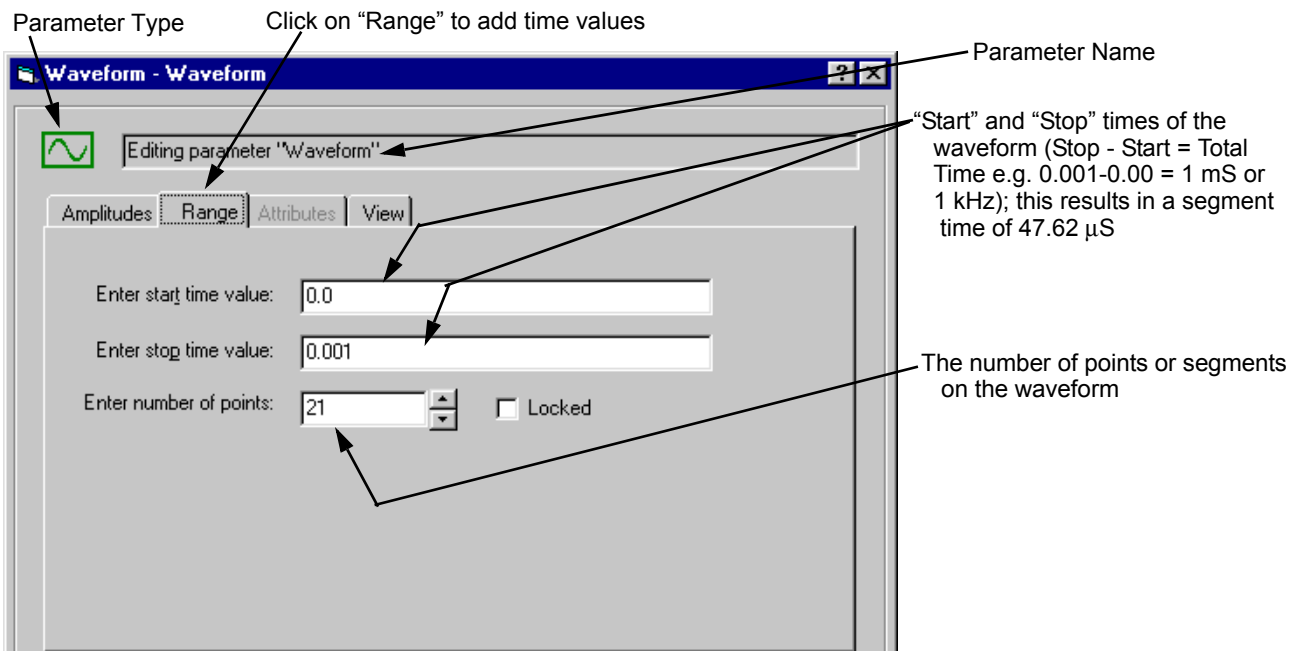 Parameter Type
Click on “Range” to add time values
Waveform - Waveform
Parameter Name
Editing parameter "Waveform"
“Start” and “Stop” times of the
waveform (Stop - Start = Total
Time e.g. 0.001-0.00 = 1 mS or
1 kHz); this results in a segment
time of 47.62 μS
Amplitudes Range Attributes View
Enter start time value: 0.0
Enter stop time value: 0.001
The number of points or segments
on the waveform
Enter number of points: 21 Locked